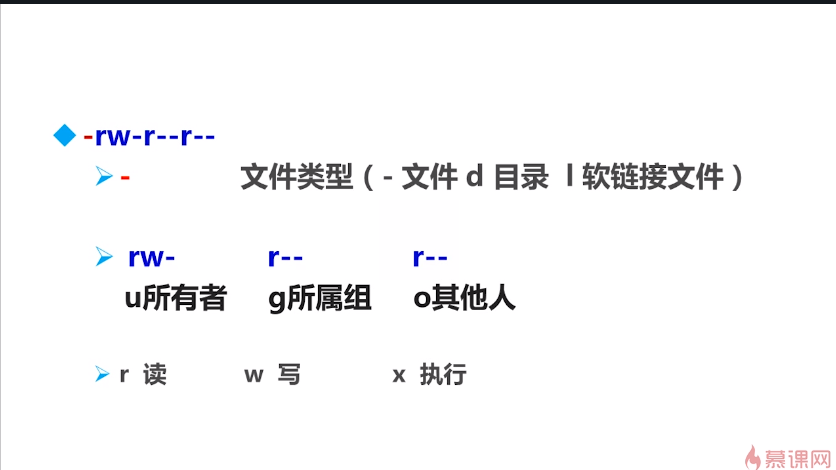 -rw-r--r--
- 文件类型（- 文件 d 目录 l 软链接文件）
rw- r-- r--
u所有者 g所属组 o其他人
r 读 w 写 x 执行
慕课网